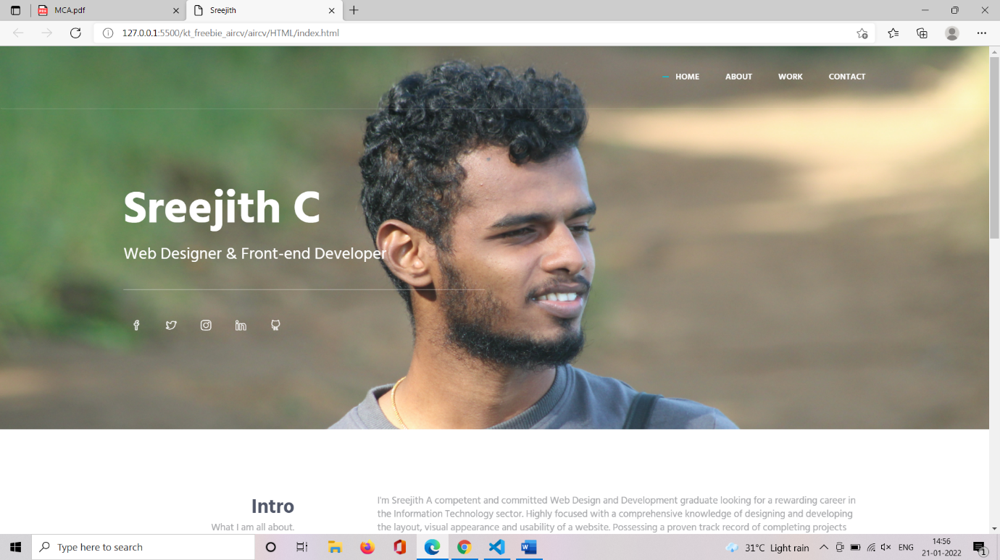 MCA.pdf
Sreejith
127.0.0.1:5500/kt_freebie_aircv/aircv/HTML/index.html
HOME ABOUT WORK CONTACT
Sreejith C
Web Designer & Front-end Developer
Intro
What I am all about.
I'm Sreejith A competent and committed Web Design and Development graduate looking for a rewarding career in
the Information Technology sector. Highly focused with a comprehensive knowledge of designing and developing
the layout, visual appearance and usability of a website. Possessing a proven track record of completing projects
Type here to search
31°C Light rain
ENG
14:56
21-01-2022
1